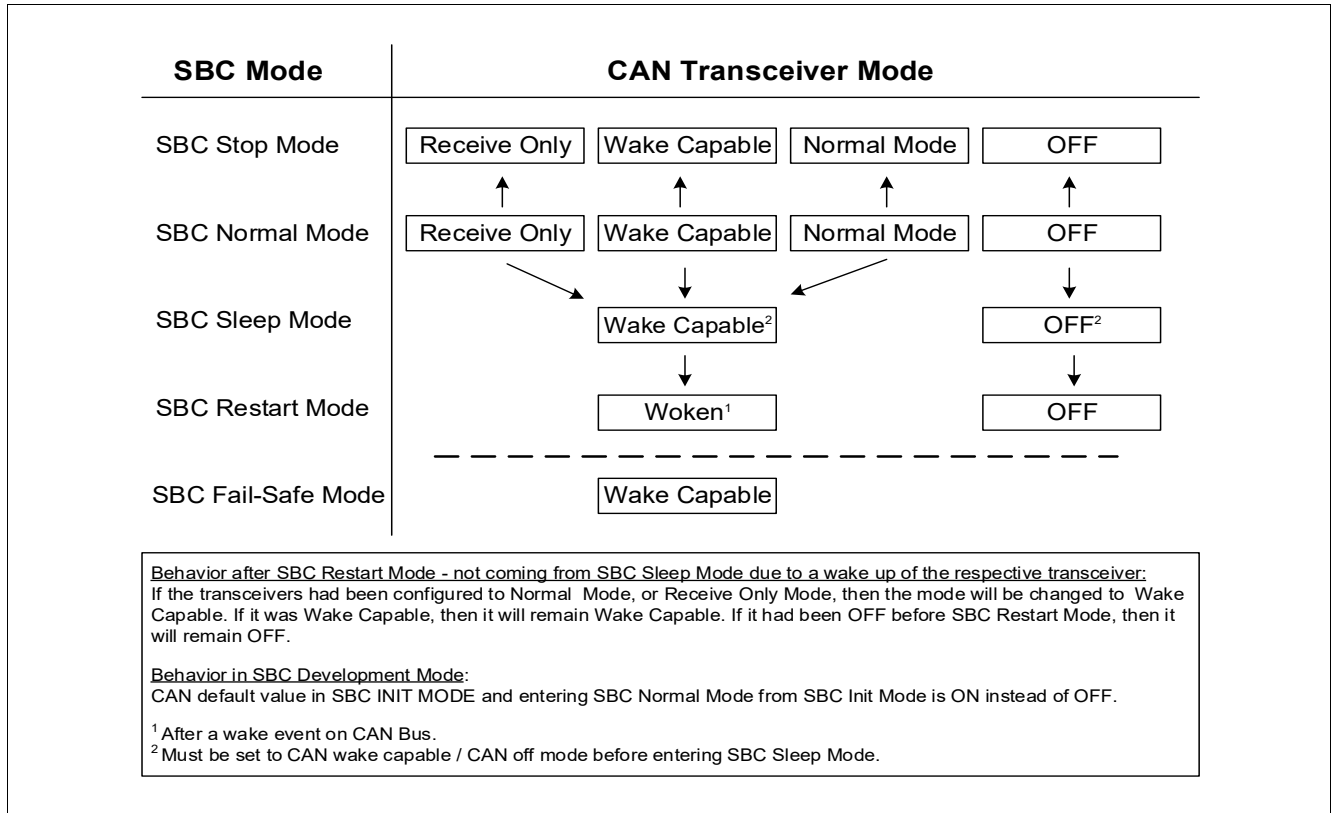 SBC Mode CAN Transceiver Mode
SBC Stop Mode Receive Only Wake Capable Normal Mode OFF
SBC Normal Mode Receive Only Wake Capable Normal Mode OFF
SBC Sleep Mode Wake Capable² OFF²
SBC Restart Mode Woken¹ OFF
SBC Fail-Safe Mode Wake Capable
Behavior after SBC Restart Mode - not coming from SBC Sleep Mode due to a wake up of the respective transceiver:
If the transceivers had been configured to Normal Mode, or Receive Only Mode, then the mode will be changed to Wake
Capable. If it was Wake Capable, then it will remain Wake Capable. If it had been OFF before SBC Restart Mode, then it
will remain OFF.
Behavior in SBC Development Mode:
CAN default value in SBC INIT MODE and entering SBC Normal Mode from SBC Init Mode is ON instead of OFF.
¹ After a wake event on CAN Bus.
² Must be set to CAN wake capable / CAN off mode before entering SBC Sleep Mode.